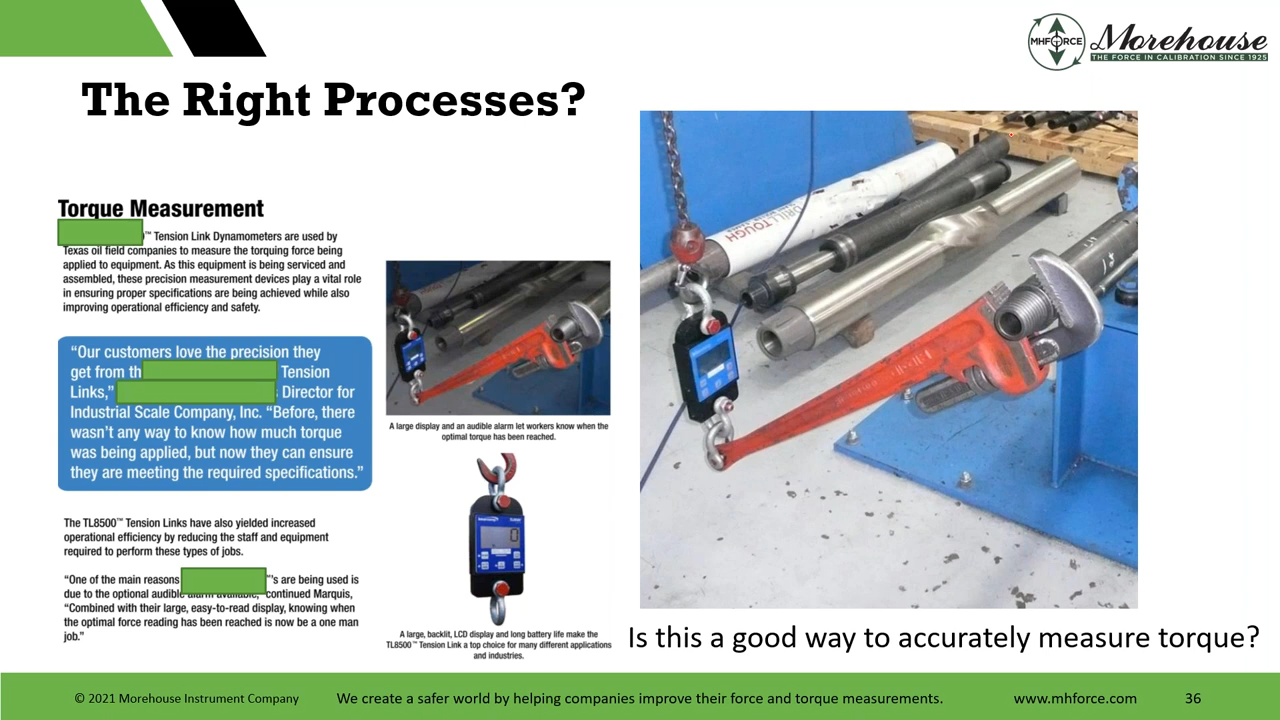 MHFORCE Morehouse
THE FORCE IN CALIBRATION SINCE 1925
The Right Processes?
Torque Measurement
™ Tension Link Dynamometers are used by
Texas oil field companies to measure the torquing force being
applied to equipment. As this equipment is being serviced and
assembled, these precision measurement devices play a vital role
in ensuring proper specifications are being achieved while also
improving operational efficiency and safety.
“Our customers love the precision they
get from th Tension
Links,” Director for
Industrial Scale Company, Inc. “Before, there
wasn’t any way to know how much torque
was being applied, but now they can ensure
they are meeting the required specifications.”
The TL8500™ Tension Links have also yielded increased
operational efficiency by reducing the staff and equipment
required to perform these types of jobs.
“One of the main reasons ™’s are being used is
due to the optional audible alarm available,” continued Marquis,
“Combined with their large, easy-to-read display, knowing when
the optimal force reading has been reached is now be a one man
job.”
A large display and an audible alarm let workers know when the
optimal torque has been reached.
0
A large, backlit, LCD display and long battery life make the
TL8500™ Tension Link a top choice for many different applications
and industries.
DRILLTOUGH
Is this a good way to accurately measure torque?
© 2021 Morehouse Instrument Company
We create a safer world by helping companies improve their force and torque measurements.
www.mhforce.com
36